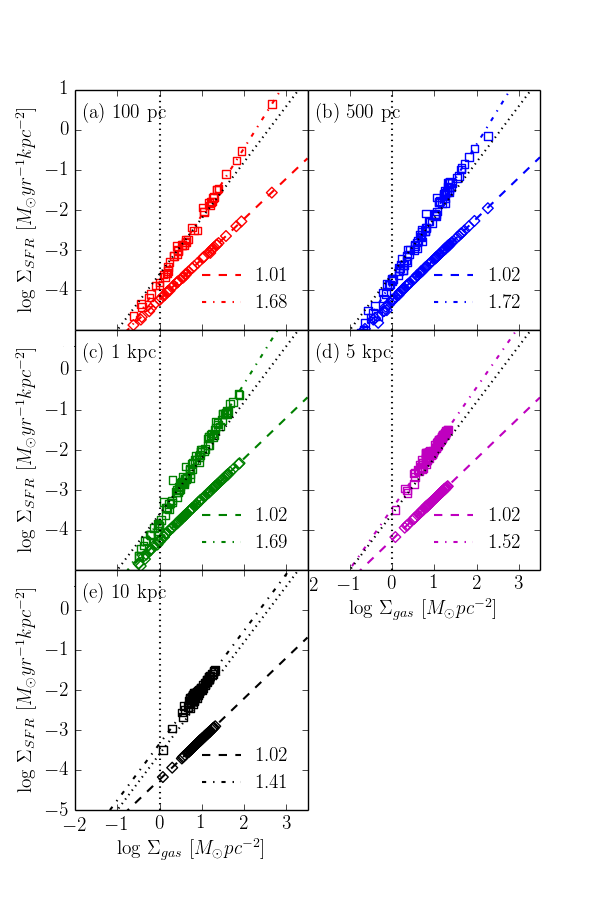 (a) 100 pc
(b) 500 pc
1
0
−1
−2
−3
−4
log Σ_SFR [M_⊙yr^−1kpc^−2]
1.01
1.68
1.02
1.72
(c) 1 kpc
(d) 5 kpc
0
−1
−2
−3
−4
log Σ_SFR [M_⊙yr^−1kpc^−2]
1.02
1.69
1.02
1.52
2 −1 0 1 2 3
log Σ_gas [M_⊙pc^−2]
(e) 10 kpc
0
−1
−2
−3
−4
−5
log Σ_SFR [M_⊙yr^−1kpc^−2]
1.02
1.41
−2 −1 0 1 2 3
log Σ_gas [M_⊙pc^−2]